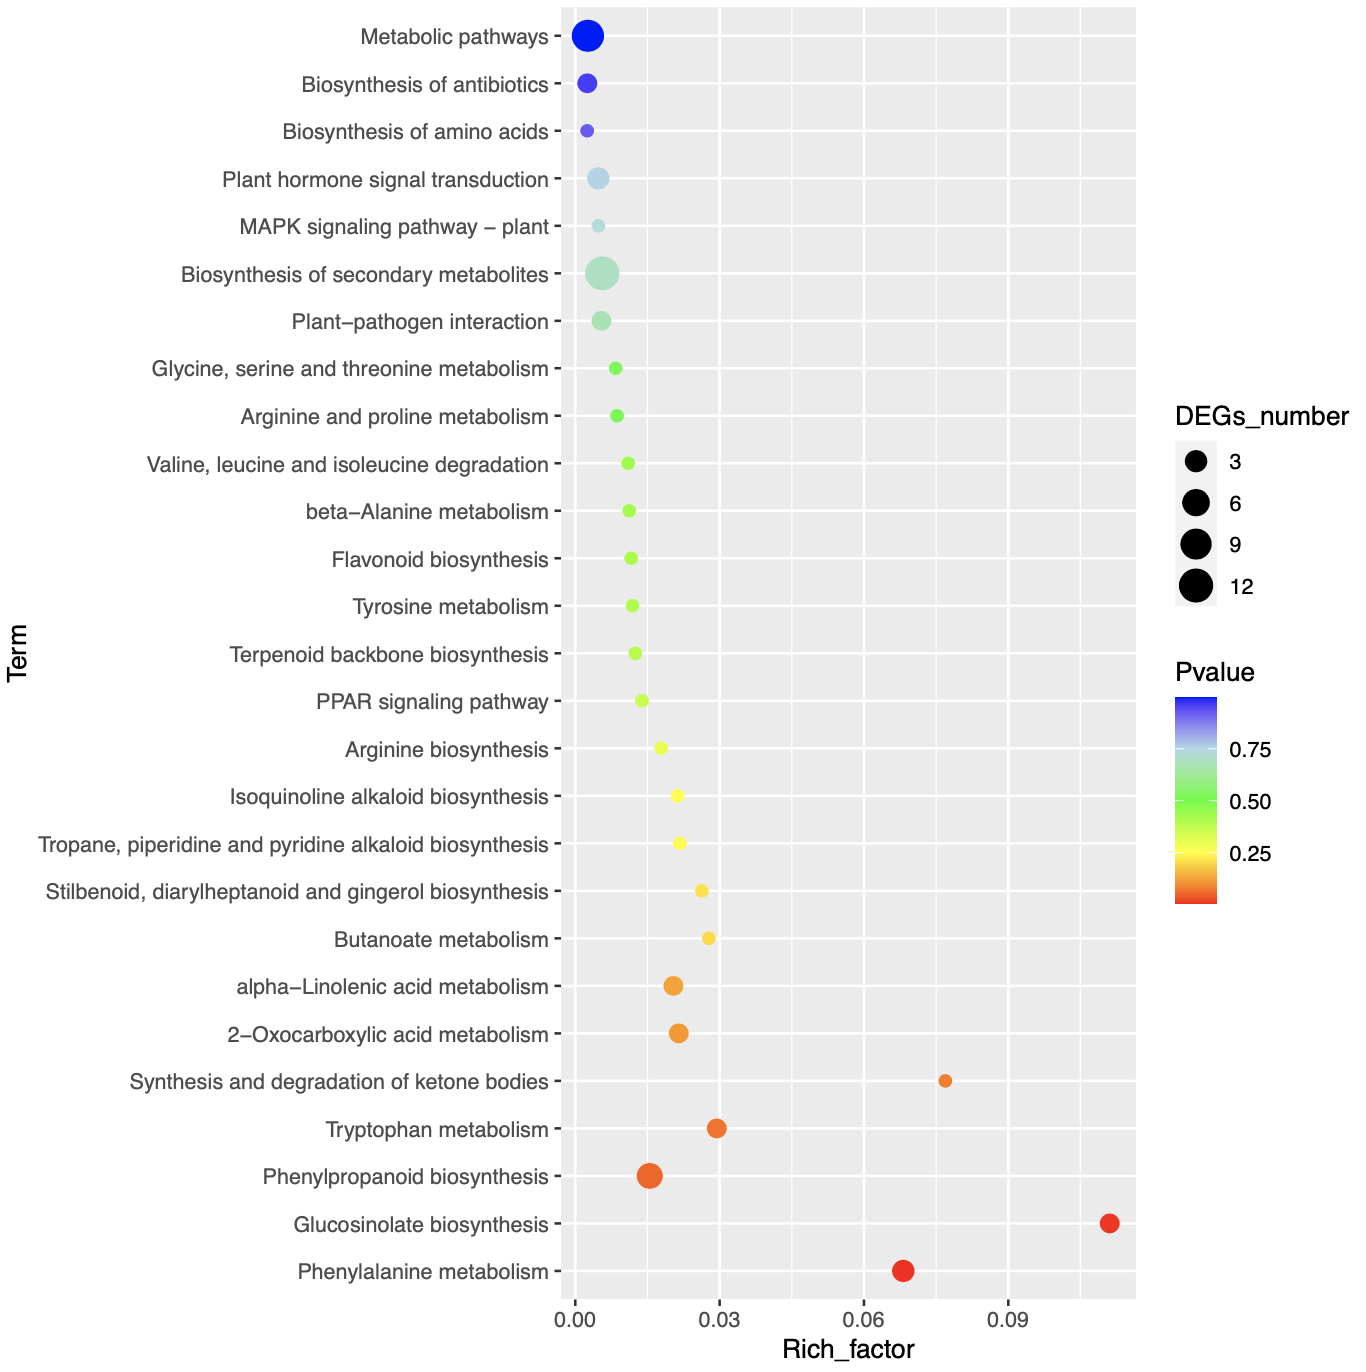 Metabolic pathways
Biosynthesis of antibiotics
Biosynthesis of amino acids
Plant hormone signal transduction
MAPK signaling pathway − plant
Biosynthesis of secondary metabolites
Plant−pathogen interaction
Glycine, serine and threonine metabolism
Arginine and proline metabolism
Valine, leucine and isoleucine degradation
beta−Alanine metabolism
Flavonoid biosynthesis
Tyrosine metabolism
Terpenoid backbone biosynthesis
PPAR signaling pathway
Arginine biosynthesis
Isoquinoline alkaloid biosynthesis
Tropane, piperidine and pyridine alkaloid biosynthesis
Stilbenoid, diarylheptanoid and gingerol biosynthesis
Butanoate metabolism
alpha−Linolenic acid metabolism
2−Oxocarboxylic acid metabolism
Synthesis and degradation of ketone bodies
Tryptophan metabolism
Phenylpropanoid biosynthesis
Glucosinolate biosynthesis
Phenylalanine metabolism
Term
0.00 0.03 0.06 0.09
Rich_factor
DEGs_number
3
6
9
12
Pvalue
0.75
0.50
0.25